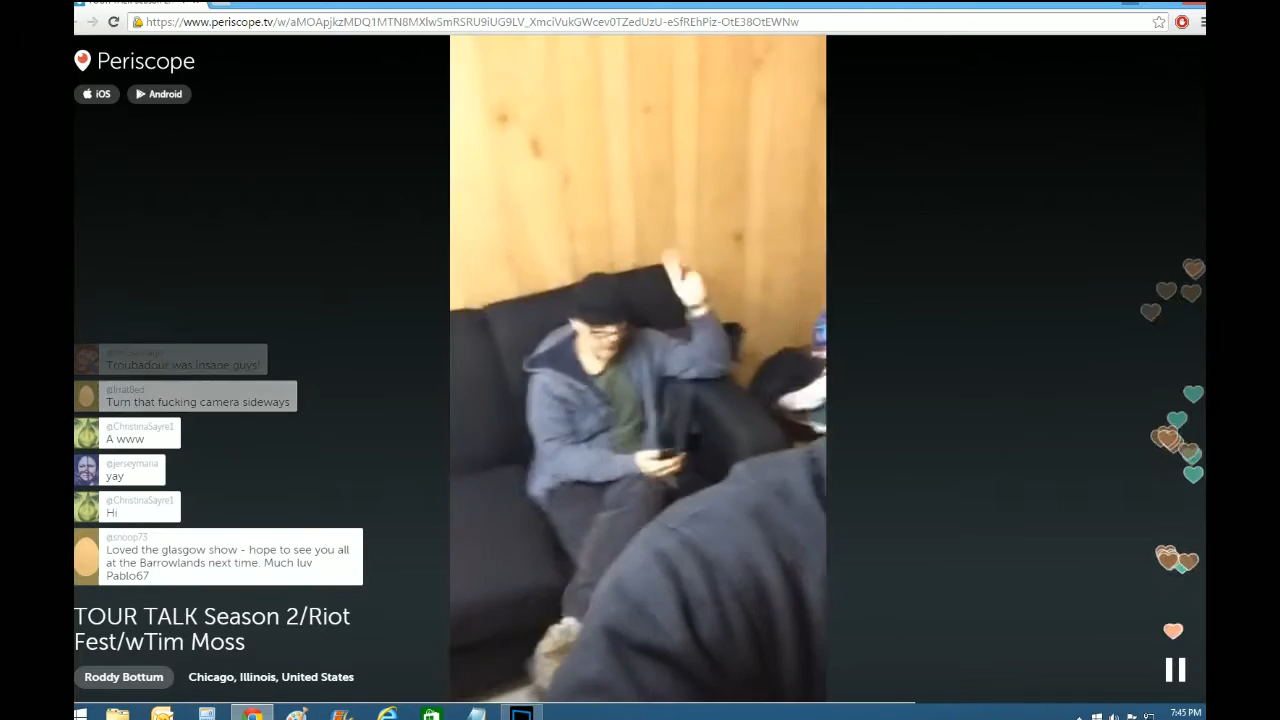 https://www.periscope.tv/w/aMOApjkzMDQ1MTN8MXlwSmRSRU9iUG9LV_XmciVukGWcev0TZedUzU-eSfREhPiz-OtE38OtEWNw
Periscope
iOS
Android
Troubadour was insane guys!
Turn that fucking camera sideways
@ChristinaSayre1
A www
@jerseymaria
yay
@ChristinaSayre1
Hi
@snoop73
Loved the glasgow show - hope to see you all
at the Barrowlands next time. Much luv
Pablo67
TOUR TALK Season 2/Riot
Fest/wTim Moss
Roddy Bottum
Chicago, Illinois, United States
7:45 PM